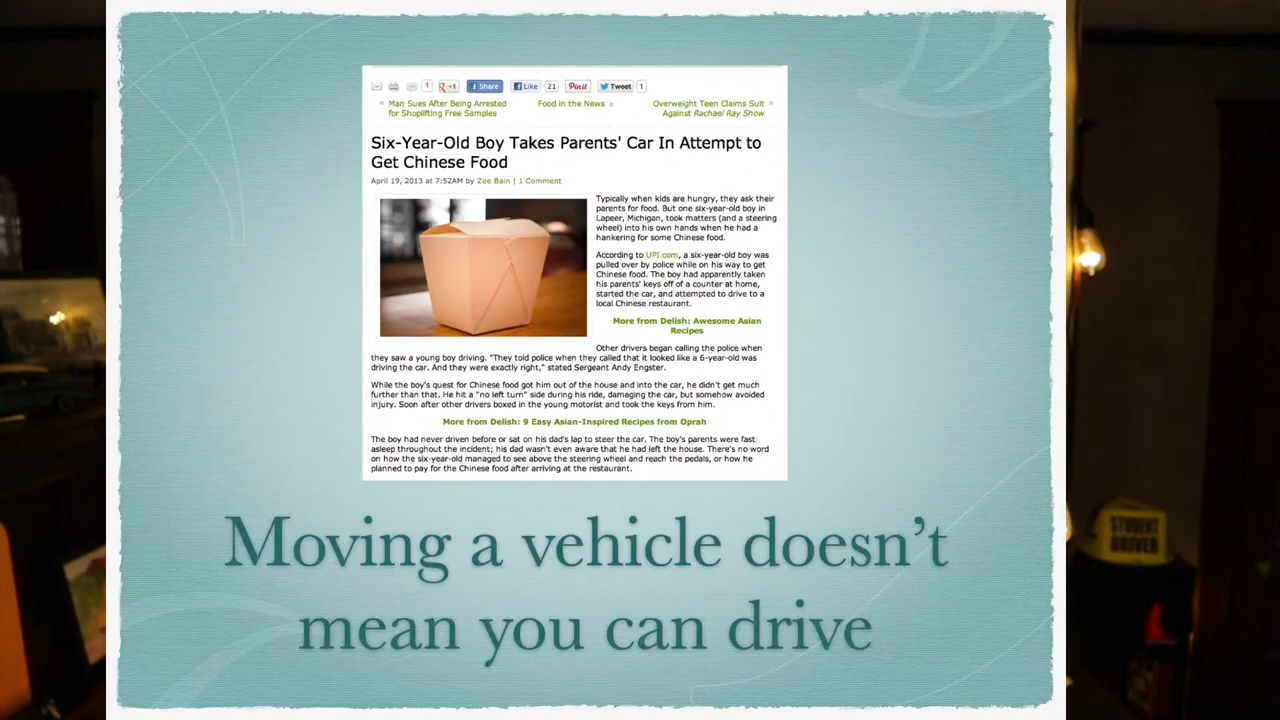 1
+1
Share
Like
21
Pin it
Tweet
1
« Man Sues After Being Arrested
for Shoplifting Free Samples
Food in the News
Overweight Teen Claims Suit »
Against Rachael Ray Show
Six-Year-Old Boy Takes Parents' Car In Attempt to
Get Chinese Food
April 19, 2013 at 7:52AM by Zoe Bain | 1 Comment
Typically when kids are hungry, they ask their
parents for food. But one six-year-old boy in
Lapeer, Michigan, took matters (and a steering
wheel) into his own hands when he had a
hankering for some Chinese food.
According to UPI.com, a six-year-old boy was
pulled over by police while on his way to get
Chinese food. The boy had apparently taken
his parents' keys off of a counter at home,
started the car, and attempted to drive to a
local Chinese restaurant.
More from Delish: Awesome Asian
Recipes
Other drivers began calling the police when
they saw a young boy driving. "They told police when they called that it looked like a 6-year-old was
driving the car. And they were exactly right," stated Sergeant Andy Engster.
While the boy's quest for Chinese food got him out of the house and into the car, he didn't get much
further than that. He hit a "no left turn" side during his ride, damaging the car, but somehow avoided
injury. Soon after other drivers boxed in the young motorist and took the keys from him.
More from Delish: 9 Easy Asian-Inspired Recipes from Oprah
The boy had never driven before or sat on his dad's lap to steer the car. The boy's parents were fast
asleep throughout the incident; his dad wasn't even aware that he had left the house. There's no word
on how the six-year-old managed to see above the steering wheel and reach the pedals, or how he
planned to pay for the Chinese food after arriving at the restaurant.
Moving a vehicle doesn't
mean you can drive
STUDENT
DRIVER